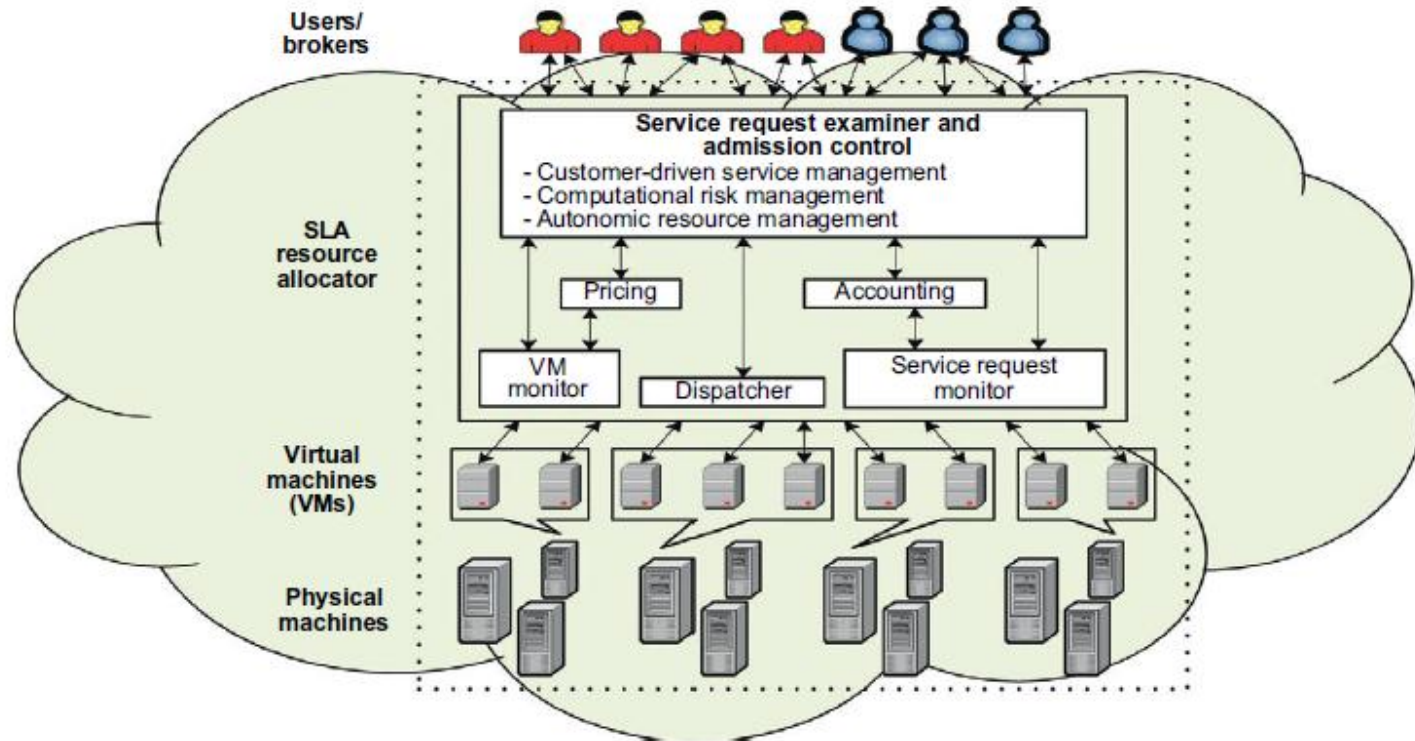 Users/
brokers
Service request examiner and
admission control
- Customer-driven service management
- Computational risk management
- Autonomic resource management
SLA
resource
allocator
Pricing
Accounting
VM
monitor
Dispatcher
Service request
monitor
Virtual
machines
(VMs)
Physical
machines